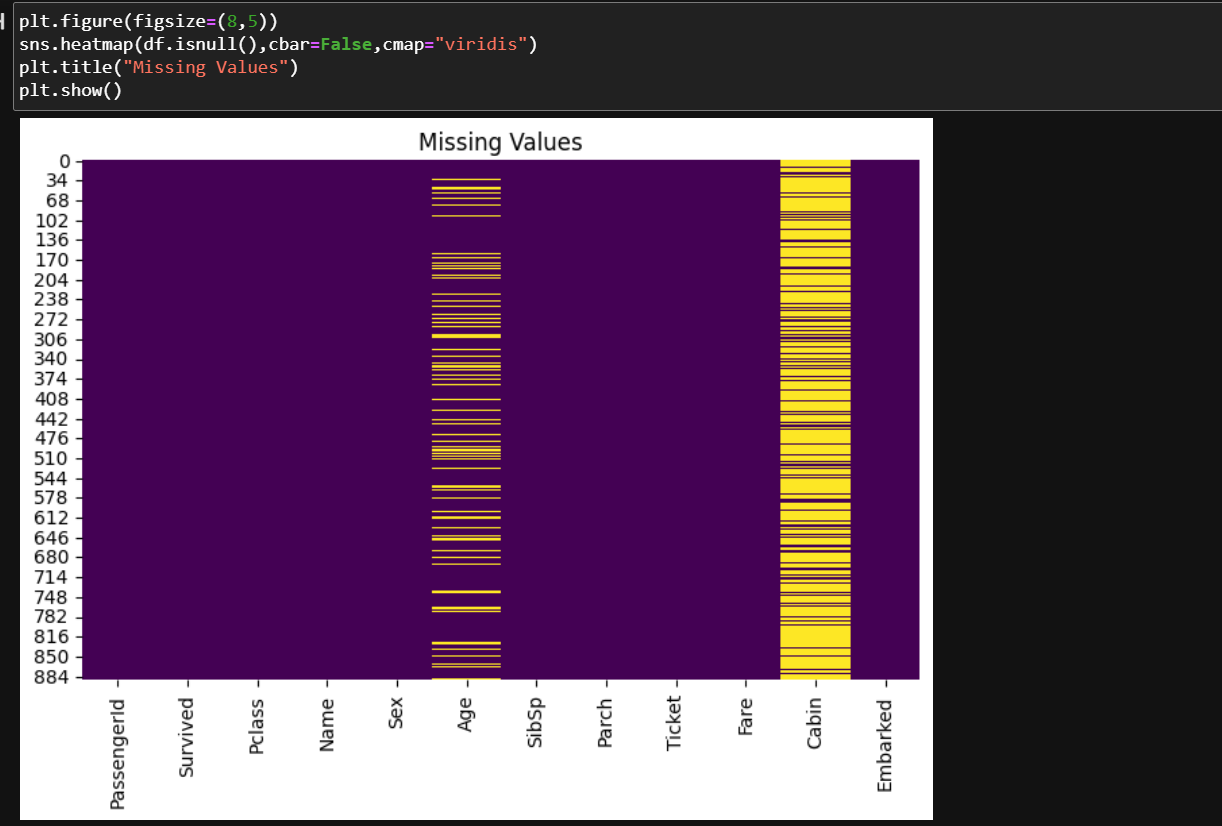 plt.figure(figsize=(8,5))
sns.heatmap(df.isnull(),cbar=False,cmap="viridis")
plt.title("Missing Values")
plt.show()
Missing Values
0
34
68
102
136
170
204
238
272
306
340
374
408
442
476
510
544
578
612
646
680
714
748
782
816
850
884
PassengerId
Survived
Pclass
Name
Sex
Age
SibSp
Parch
Ticket
Fare
Cabin
Embarked